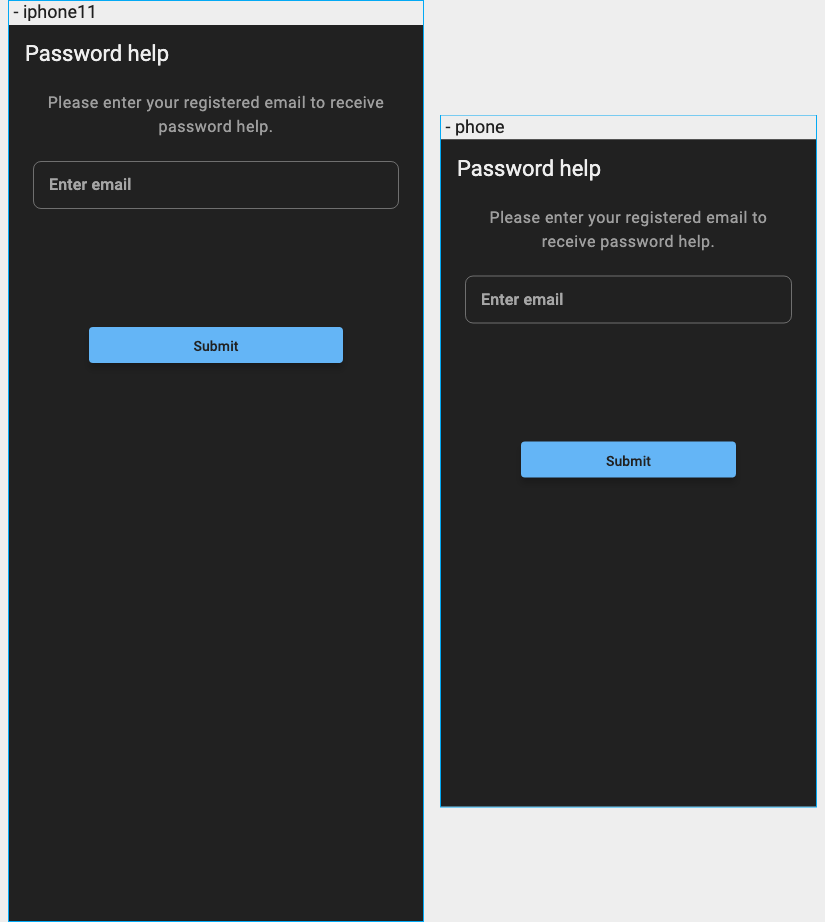 - iphone11
Password help
Please enter your registered email to receive
password help.
Enter email
Submit
- phone
Password help
Please enter your registered email to
receive password help.
Enter email
Submit